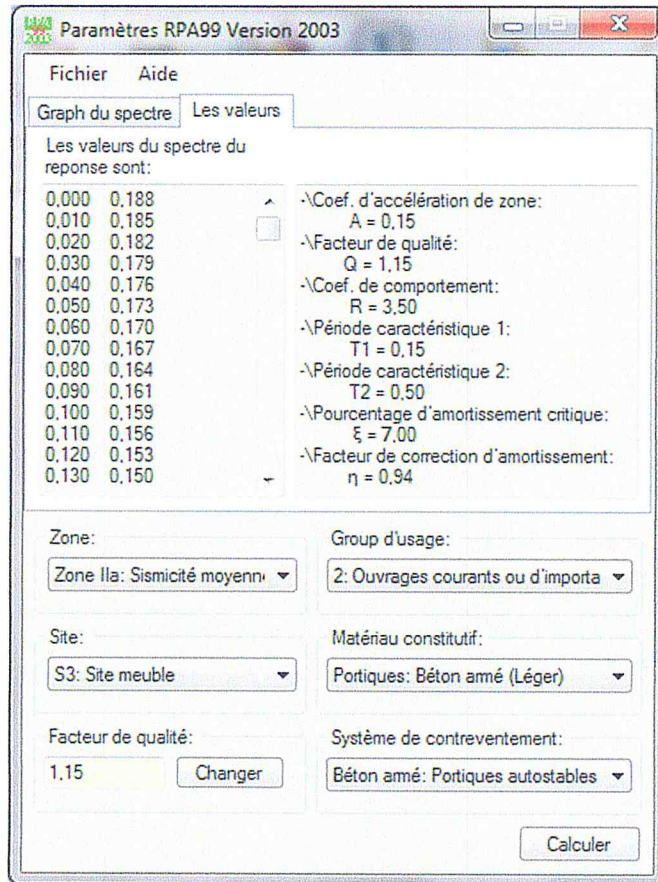 RPA
99
2003
Paramètres RPA99 Version 2003
Fichier Aide
Graph du spectre Les valeurs
Les valeurs du spectre du
reponse sont:
0,000 0,188
0,010 0,185
0,020 0,182
0,030 0,179
0,040 0,176
0,050 0,173
0,060 0,170
0,070 0,167
0,080 0,164
0,090 0,161
0,100 0,159
0,110 0,156
0,120 0,153
0,130 0,150
-\Coef. d'accélération de zone:
A = 0,15
-\Facteur de qualité:
Q = 1,15
-\Coef. de comportement:
R = 3,50
-\Période caractéristique 1:
T1 = 0,15
-\Période caractéristique 2:
T2 = 0,50
-\Pourcentage d'amortissement critique:
ξ = 7,00
-\Facteur de correction d'amortissement:
η = 0,94
Zone:
Zone IIa: Sismicité moyenn
Group d'usage:
2: Ouvrages courants ou d'importa
Site:
S3: Site meuble
Matériau constitutif:
Portiques: Béton armé (Léger)
Facteur de qualité:
1,15 Changer
Système de contreventement:
Béton armé: Portiques autostables
Calculer